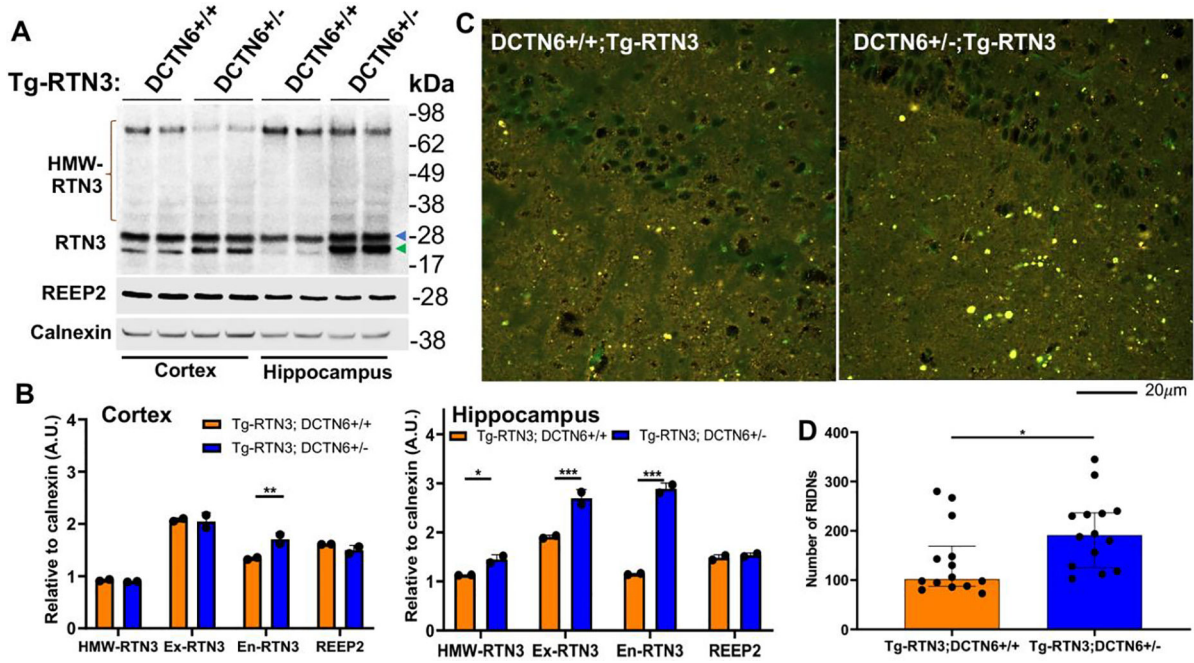 A
DCTN6+/+
DCTN6+/-
DCTN6+/+
DCTN6+/-
Tg-RTN3:
kDa
-98
-62
-49
-38
-28
-17
HMW-
RTN3
RTN3
REEP2
-28
Calnexin
-38
Cortex
Hippocampus
C
DCTN6+/+;Tg-RTN3
DCTN6+/-;Tg-RTN3
20μm
B
Cortex
Tg-RTN3; DCTN6+/+
Tg-RTN3; DCTN6+/-
Relative to calnexin (A.U.)
4
3
2
1
0
**
HMW-RTN3 Ex-RTN3 En-RTN3 REEP2
Hippocampus
Tg-RTN3; DCTN6+/+ Tg-RTN3; DCTN6+/-
Relative to calnexin (A.U.)
4
3
2
1
0
* *** ***
HMW-RTN3 Ex-RTN3 En-RTN3 REEP2
D
*
Number of RIDNs
400
300
200
100
0
Tg-RTN3;DCTN6+/+ Tg-RTN3;DCTN6+/-